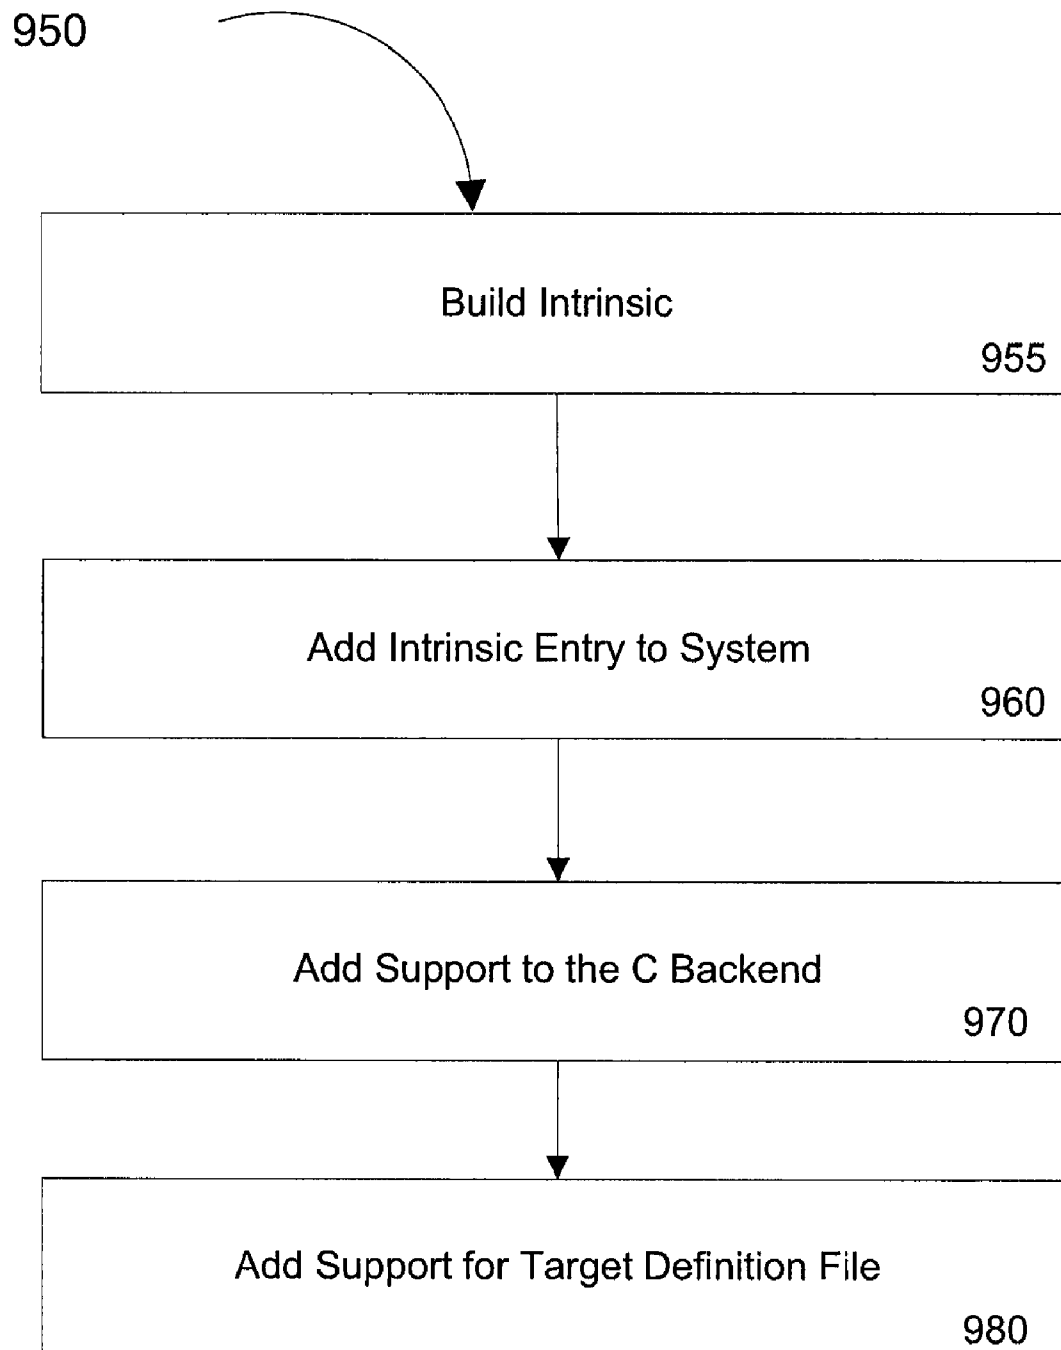 950
Build Intrinsic
955
Add Intrinsic Entry to System
960
Add Support to the C Backend
970
Add Support for Target Definition File
980